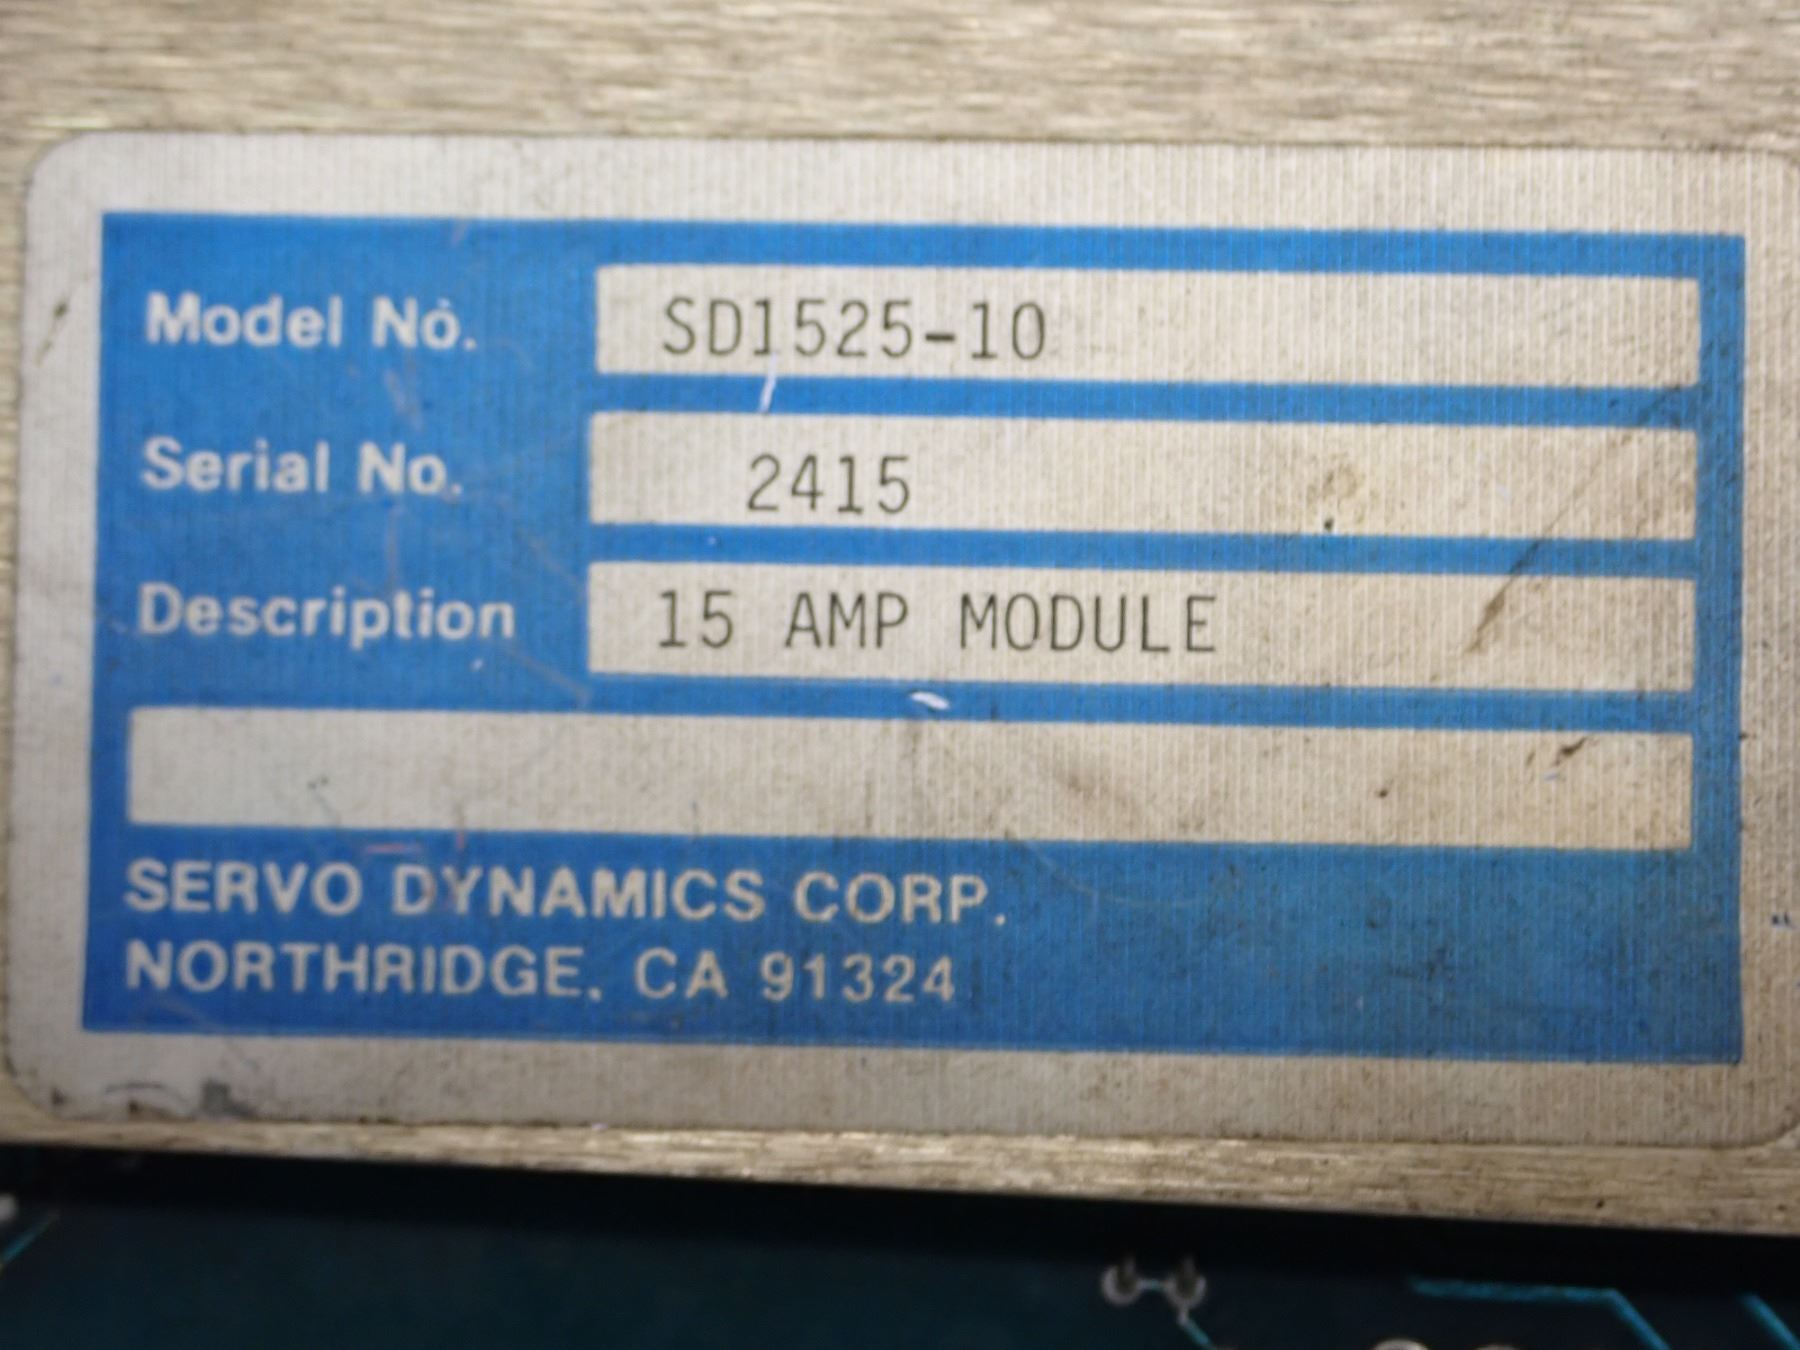 Model No. SD1525-10
Serial No. 2415
Description 15 AMP MODULE
SERVO DYNAMICS CORP.
NORTHRIDGE, CA 91324